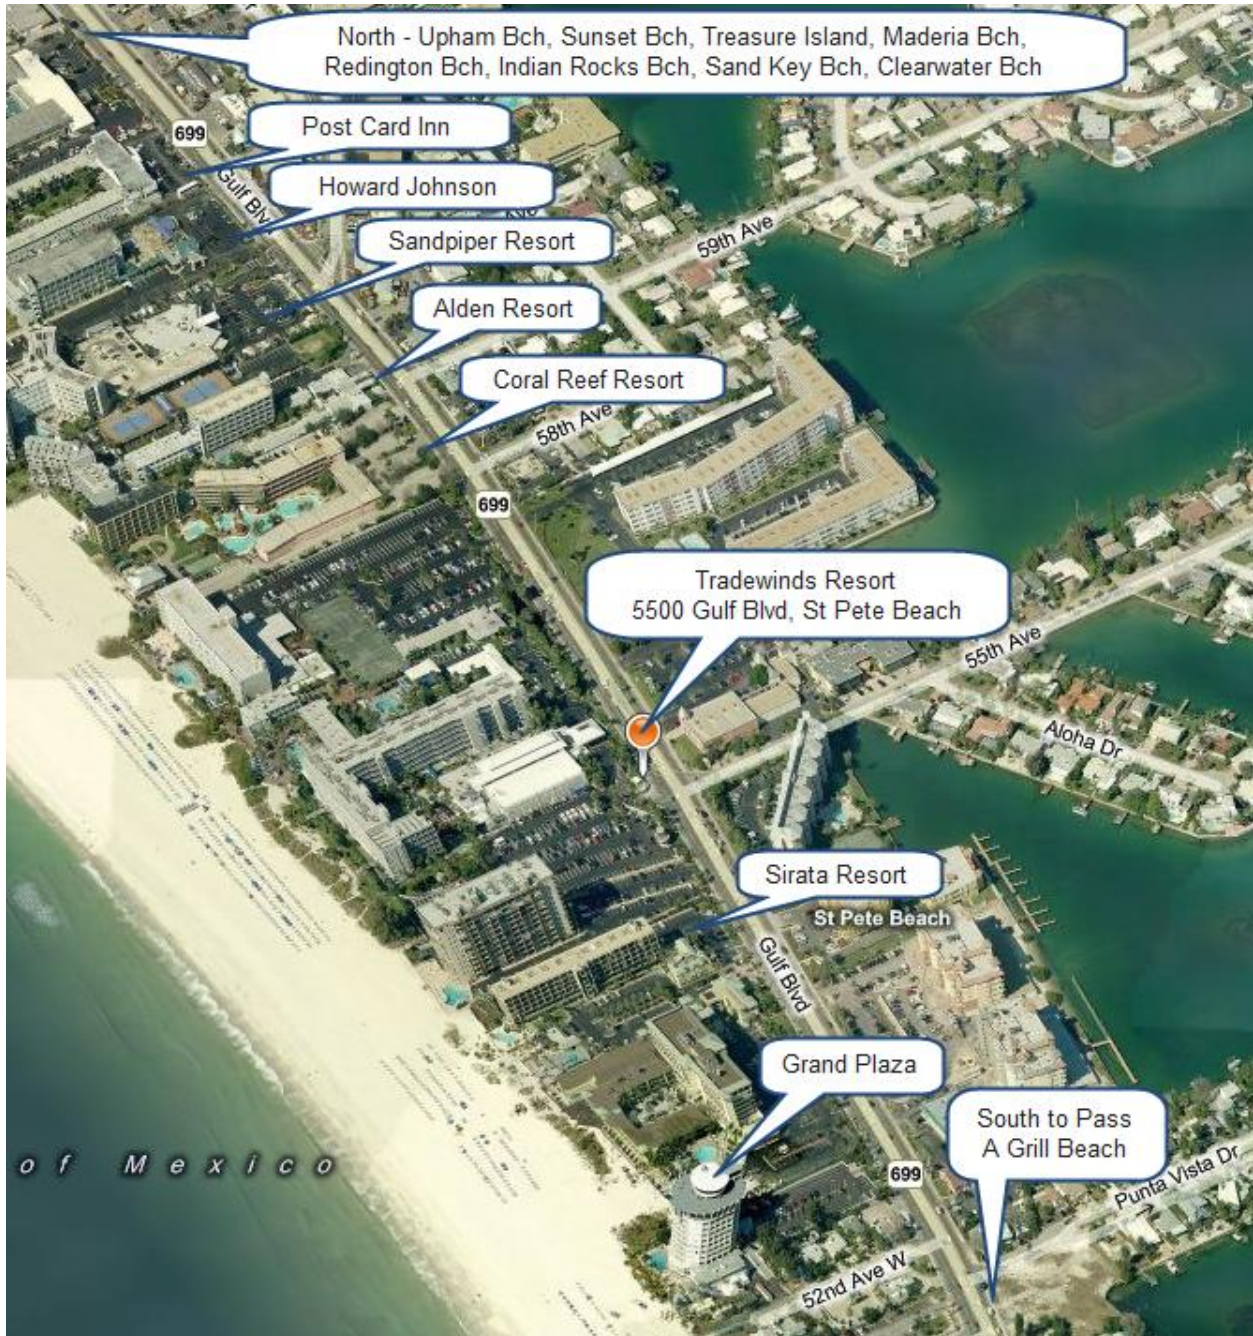 North - Upham Bch, Sunset Bch, Treasure Island, Maderia Bch,
Redington Bch, Indian Rocks Bch, Sand Key Bch, Clearwater Bch
699
Post Card Inn
Gulf Blv
Howard Johnson
Sandpiper Resort
59th Ave
Alden Resort
Coral Reef Resort
58th Ave
699
Tradewinds Resort
5500 Gulf Blvd, St Pete Beach
55th Ave
Aloha Dr
Sirata Resort
St Pete Beach
Gulf Blvd
Grand Plaza
South to Pass
A Grill Beach
of Mexico
699
Punta Vista Dr
52nd Ave W